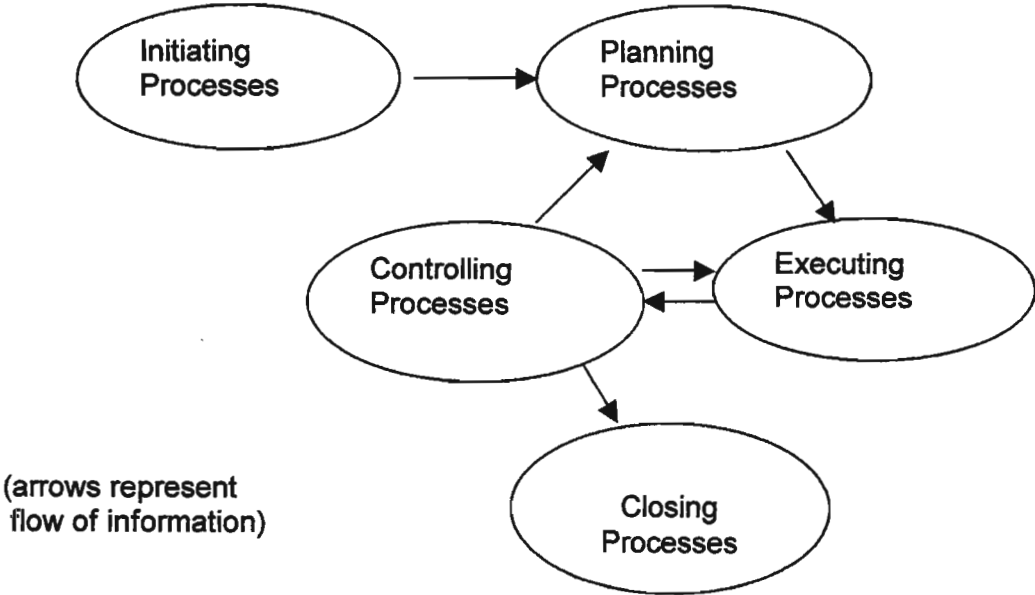 Initiating
Processes
Planning
Processes
Controlling
Processes
Executing
Processes
(arrows represent
flow of information)
Closing
Processes